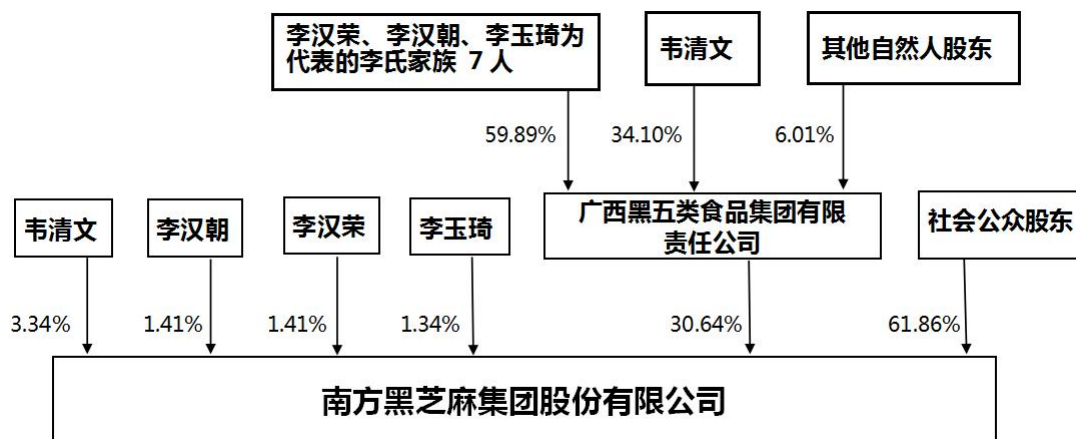 李汉荣、李汉朝、李玉琦为
代表的李氏家族 7 人
韦清文
其他自然人股东
59.89%
34.10%
6.01%
韦清文
李汉朝
李汉荣
李玉琦
广西黑五类食品集团有限
责任公司
社会公众股东
3.34%
1.41%
1.41%
1.34%
30.64%
61.86%
南方黑芝麻集团股份有限公司